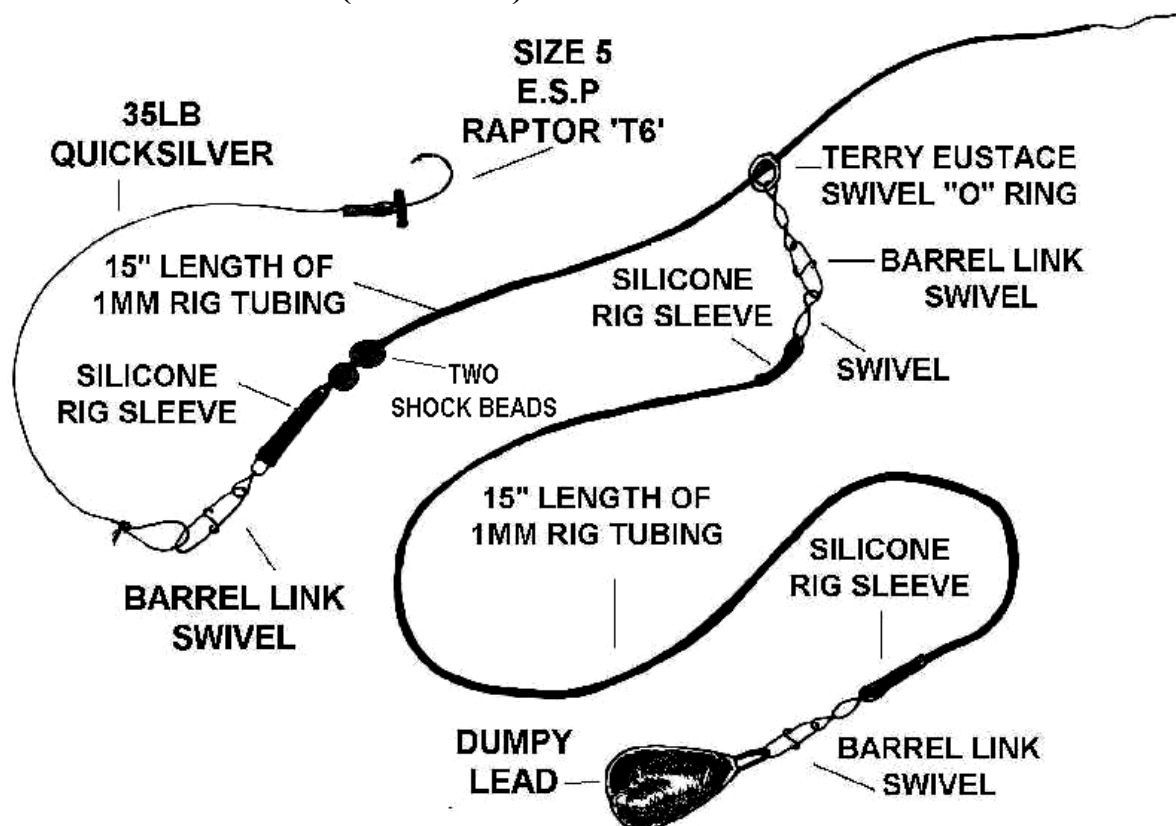 SIZE 5
E.S.P
RAPTOR 'T6'
35LB
QUICKSILVER
TERRY EUSTACE
SWIVEL "O" RING
15" LENGTH OF
1MM RIG TUBING
SILICONE
RIG SLEEVE
BARREL LINK
SWIVEL
SILICONE
RIG SLEEVE
TWO
SHOCK BEADS
SWIVEL
15" LENGTH OF
1MM RIG TUBING
SILICONE
RIG SLEEVE
BARREL LINK
SWIVEL
DUMPY
LEAD
BARREL LINK
SWIVEL